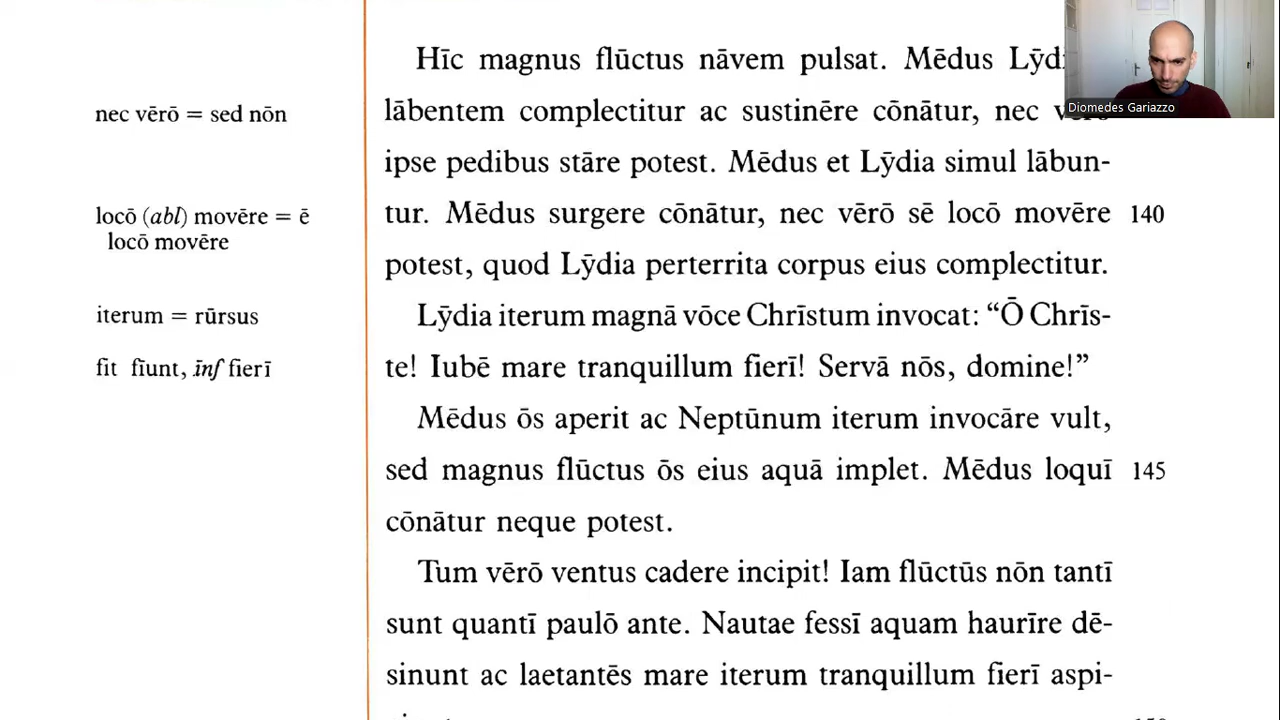 Hīc magnus flūctus nāvem pulsat. Mēdus
Diomedes Gariazzo
nec vērō = sed nōn
lābentem complectitur ac sustinēre cōnātur, nec
ipse pedibus stāre potest. Mēdus et Lȳdia simul lābun-
locō (abl) movēre = ē
locō movēre
tur. Mēdus surgere cōnātur, nec vērō sē locō movēre 140
potest, quod Lȳdia perterrita corpus eius complectitur.
iterum = rūrsus
Lȳdia iterum magnā vōce Chrīstum invocat: “Ō Chrīs-
fit fīunt, īnf fierī
te! Iubē mare tranquillum fierī! Servā nōs, domine!”
Mēdus ōs aperit ac Neptūnum iterum invocāre vult,
sed magnus flūctus ōs eius aquā implet. Mēdus loquī 145
cōnātur neque potest.
Tum vērō ventus cadere incipit! Iam flūctūs nōn tantī
sunt quantī paulō ante. Nautae fessī aquam haurīre dē-
sinunt ac laetantēs mare iterum tranquillum fierī aspi-